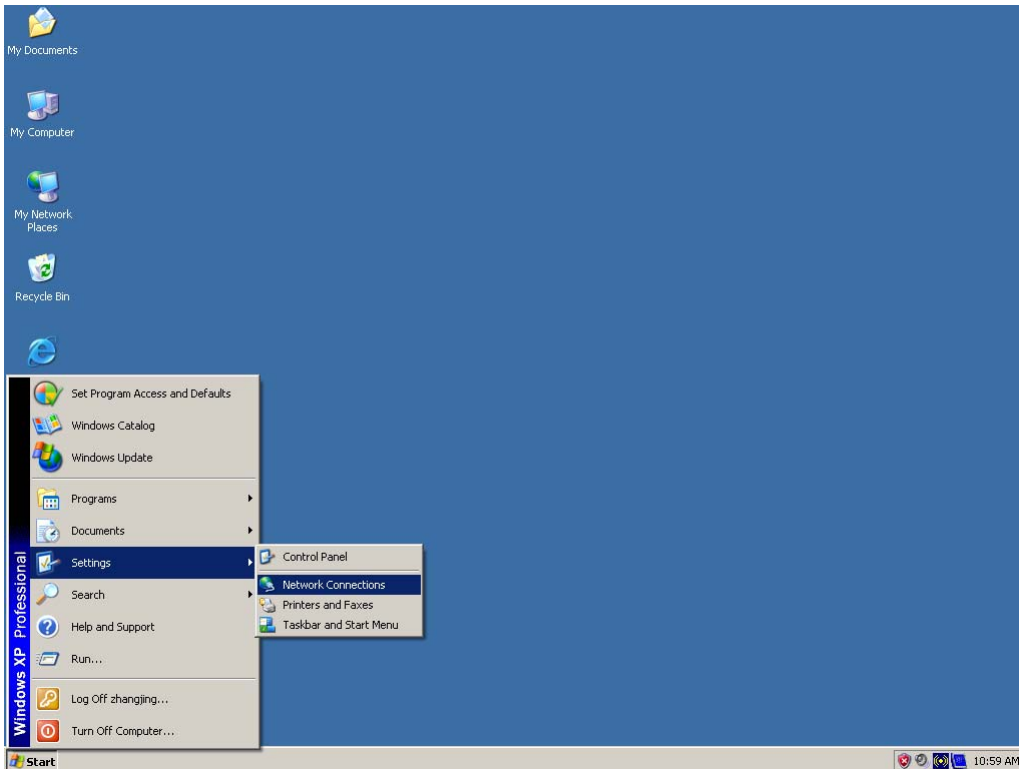 My Documents
My Computer
My Network
Places
Recycle Bin
Set Program Access and Defaults
Windows Catalog
Windows Update
Programs
Documents
Settings
Search
Help and Support
Run...
Log Off zhangjing...
Turn Off Computer...
Windows XP Professional
Control Panel
Network Connections
Printers and Faxes
Taskbar and Start Menu
Start
10:59 AM